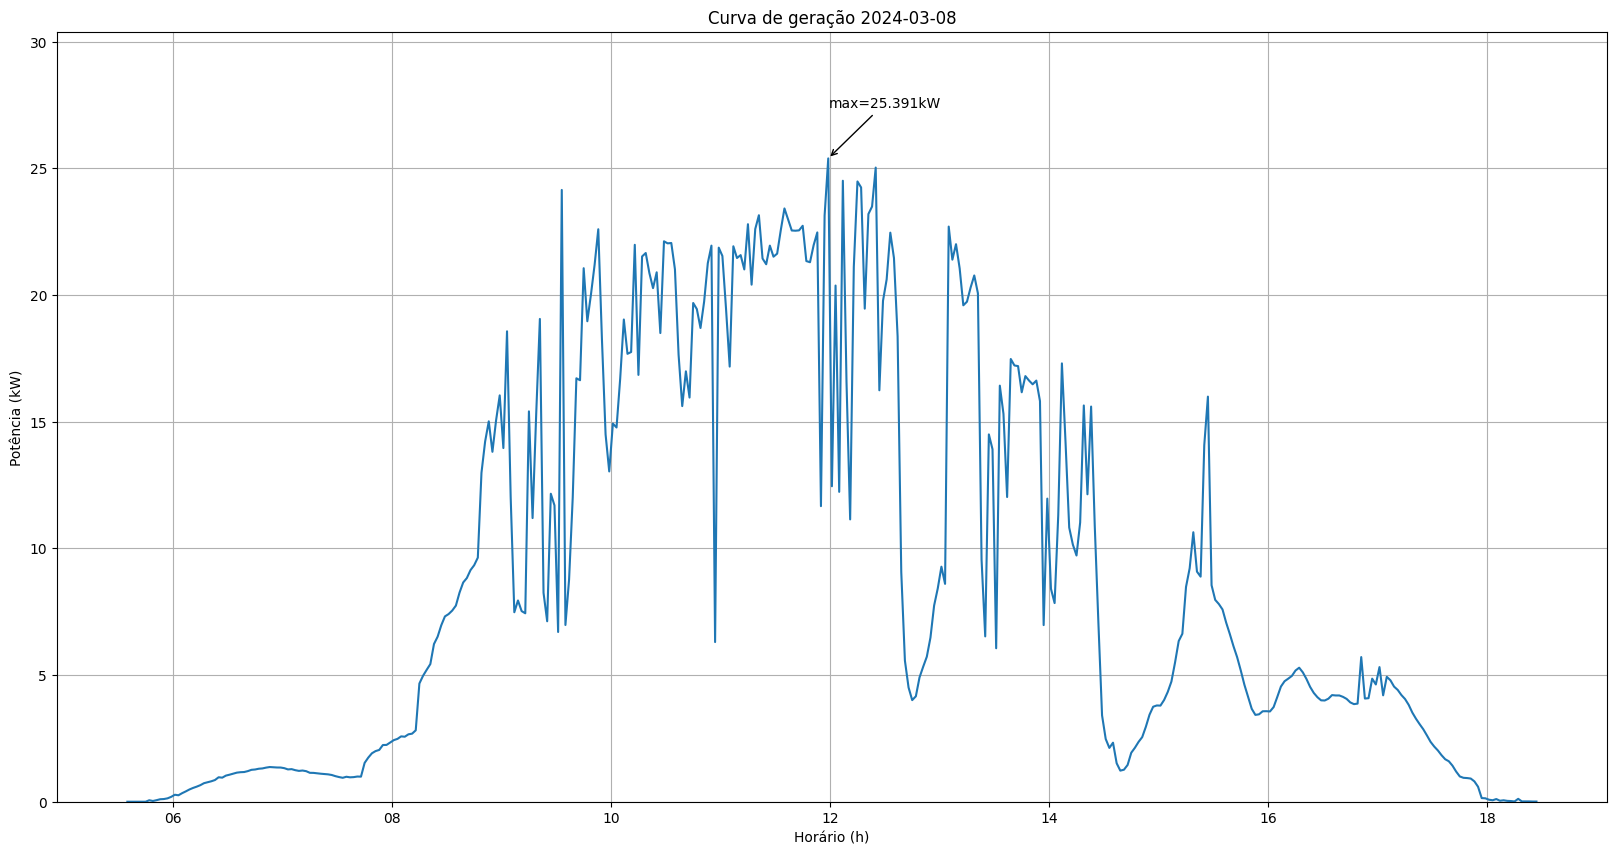 Curva de geração 2024-03-08
30
max=25.391kW
25
20
15
10
5
0
Potência (kW)
06 08 10 12 14 16 18
Horário (h)